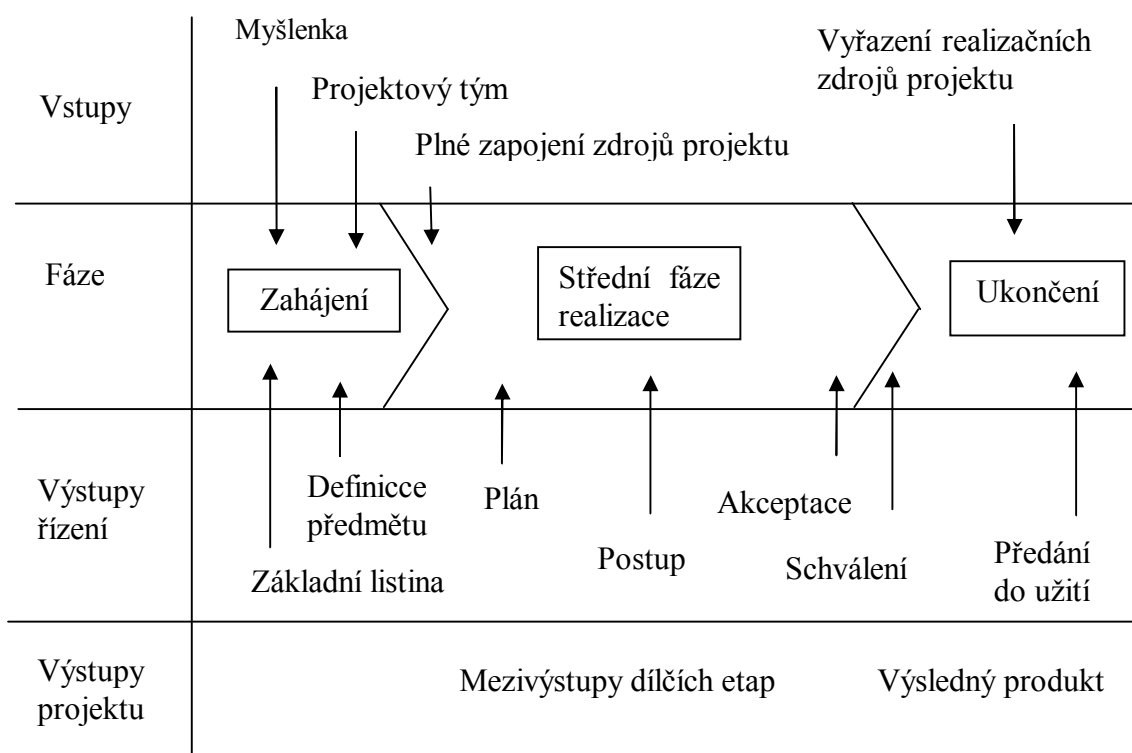 Myšlenka
Vyřazení realizačních
zdrojů projektu
Vstupy
Projektový tým
Plné zapojení zdrojů projektu
Fáze
Zahájení
Střední fáze
realizace
Ukončení
Výstupy
řízení
Definicce
předmětu
Plán
Akceptace
Postup
Schválení
Předání
do užití
Základní listina
Výstupy
projektu
Mezivýstupy dílčích etap
Výsledný produkt